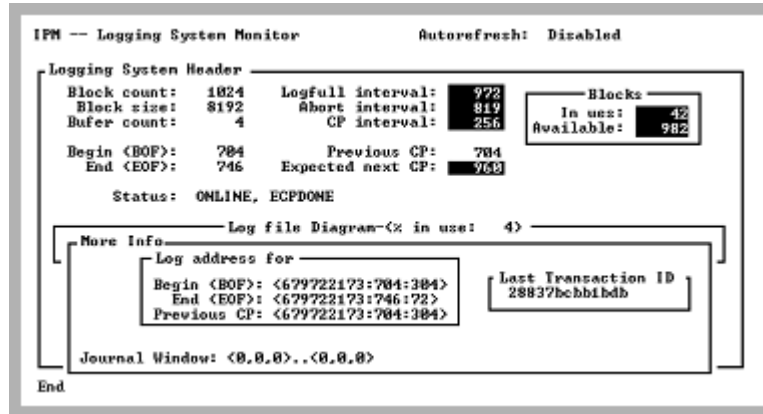 IPM -- Logging System Monitor Autorefresh: Disabled
Logging System Header
Block count: 1024 Logfull interval: 972 Blocks
Block size: 8192 Abort interval: 819 In ues: 42
Bufer count: 4 CP interval: 256 Available: 982
Begin <BOF>: 704 Previous CP: 704
End <EOF>: 746 Expected next CP: 960
Status: ONLINE, ECPDONE
Log file Diagram-<% in use: 4>
More Info
Log address for
Begin <BOF>: <679722173:704:304> Last Transaction ID
End <EOF>: <679722173:746:72> 28837bcbb1bdb
Previous CP: <679722173:704:304>
Journal Window: <0,0,0>..<0,0,0>
End